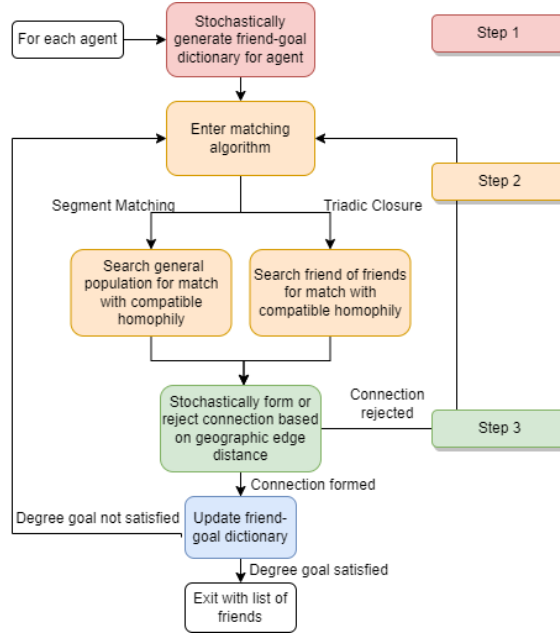 For each agent
Stochastically
generate friend-goal
dictionary for agent
Step 1
Enter matching
algorithm
Step 2
Segment Matching
Triadic Closure
Search general
population for match
with compatible
homophily
Search friend of friends
for match with
compatible homophily
Stochastically form or
reject connection based
on geographic edge
distance
Connection
rejected
Step 3
Connection formed
Degree goal not satisfied
Update friend-
goal dictionary
Degree goal satisfied
Exit with list of
friends